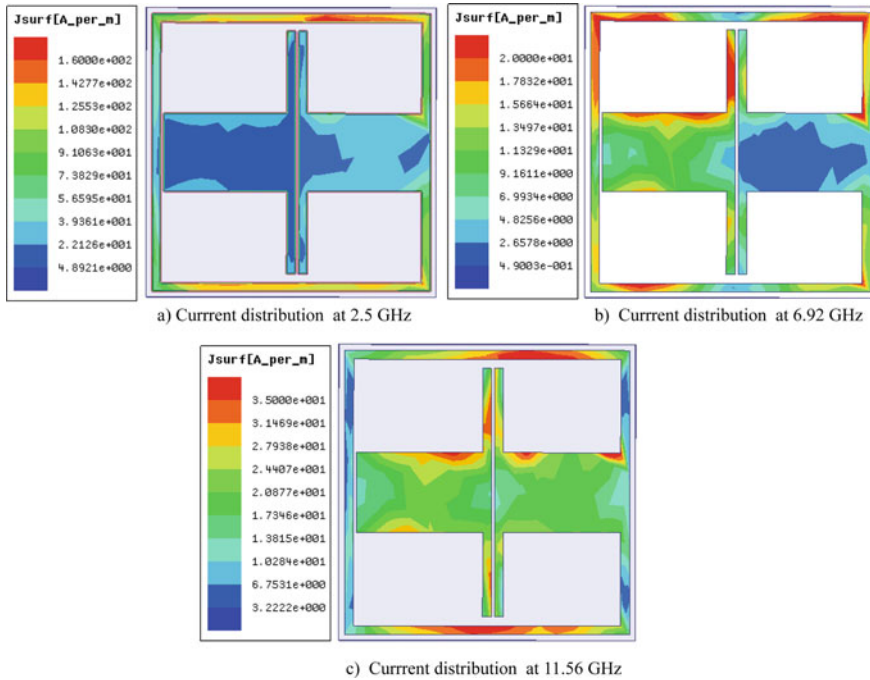 Jsurf[A_per_m]
1.6000e+002
1.4277e+002
1.2553e+002
1.0830e+002
9.1063e+001
7.3829e+001
5.6595e+001
3.9361e+001
2.2126e+001
4.8921e+000
a) Currrent distribution at 2.5 GHz
Jsurf[A_per_m]
2.0000e+001
1.7832e+001
1.5664e+001
1.3497e+001
1.1329e+001
9.1611e+000
6.9934e+000
4.8256e+000
2.6578e+000
4.9003e-001
b) Currrent distribution at 6.92 GHz
Jsurf[A_per_m]
3.5000e+001
3.1469e+001
2.7938e+001
2.4407e+001
2.0877e+001
1.7346e+001
1.3815e+001
1.0284e+001
6.7531e+000
3.2222e+000
c) Currrent distribution at 11.56 GHz